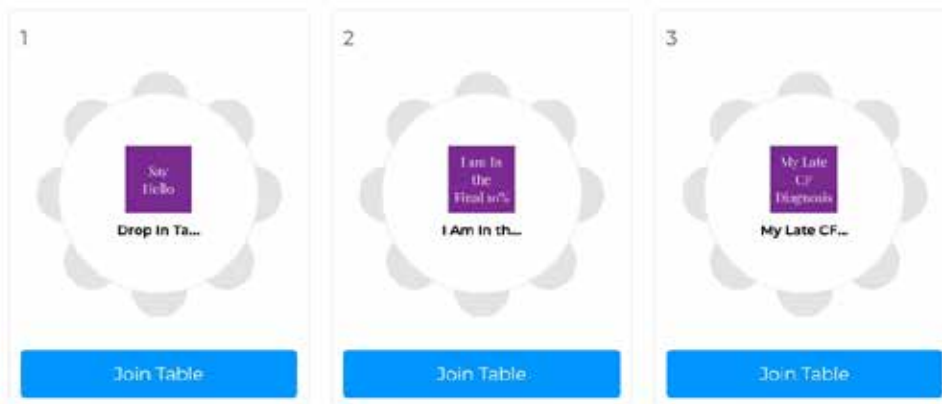 1
Say
Hello
Drop In Ta...
Join Table
2
I am In
the
Final 10%
I Am In th...
Join Table
3
My Late
CF
Diagnosis
My Late CF...
Join Table